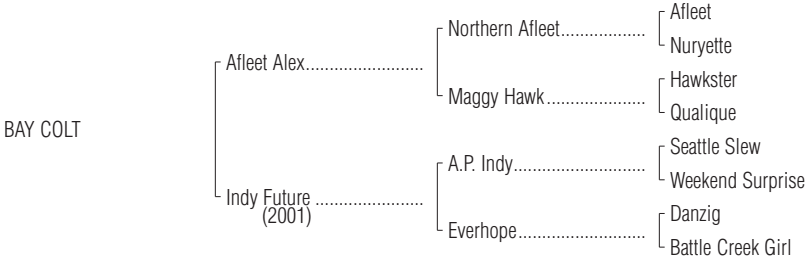 Afleet
Northern Afleet....................
Nuryette
Afleet Alex..........................
Hawkster
Maggy Hawk......................
Qualique
BAY COLT
Seattle Slew
A.P. Indy.............................
Weekend Surprise
Indy Future ........................
(2001)
Danzig
Everhope............................
Battle Creek Girl